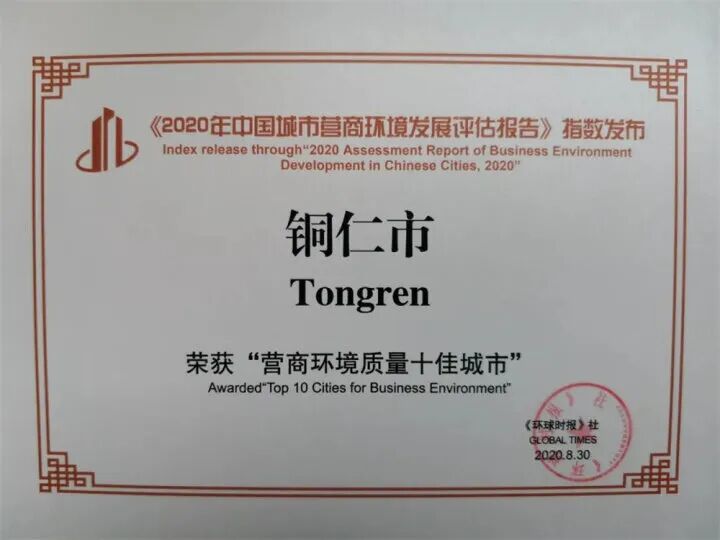 《2020年中国城市营商环境发展评估报告》指数发布
Index release through“2020 Assessment Report of Business Environment
Development in Chinese Cities, 2020”
铜仁市
Tongren
荣获“营商环境质量十佳城市”
Awarded“Top 10 Cities for Business Environment”
《环球时报》社
GLOBAL TIMES
2020.8.30